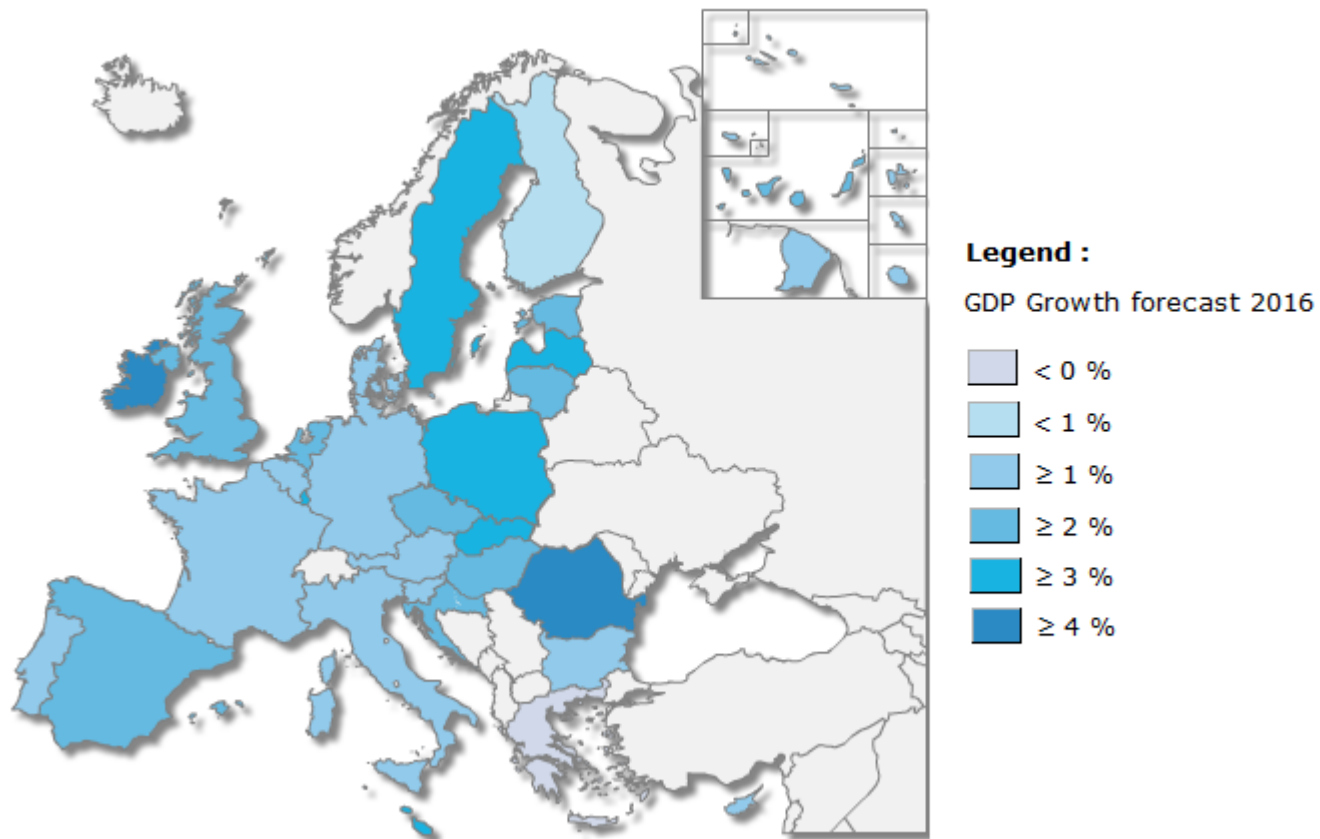 Legend :
GDP Growth forecast 2016
< 0 %
< 1 %
≥ 1 %
≥ 2 %
≥ 3 %
≥ 4 %